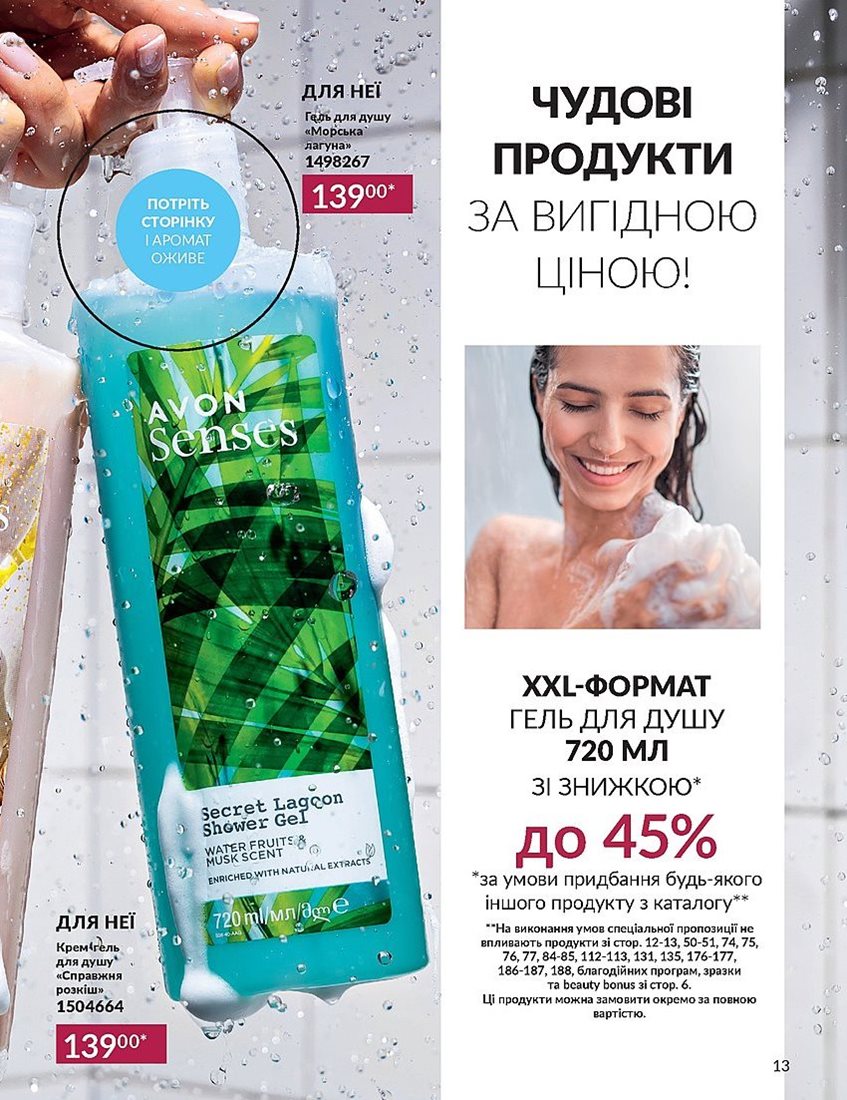 ДЛЯ НЕЇ
Гель для душу
«Морська
лагуна»
1498267
13900*
ПОТРІТЬ
СТОРІНКУ
І АРОМАТ
ОЖИВЕ
AVON
Senses
Secret Lagoon
Shower Gel
WATER FRUITS &
MUSK SCENT
ENRICHED WITH NATURAL EXTRACTS
720 ml/мл/მლ e
ДЛЯ НЕЇ
Крем-гель
для душу
«Справжня
розкіш»
1504664
13900*
ЧУДОВІ
ПРОДУКТИ
ЗА ВИГІДНОЮ
ЦІНОЮ!
XXL-ФОРМАТ
ГЕЛЬ ДЛЯ ДУШУ
720 МЛ
ЗІ ЗНИЖКОЮ*
до 45%
*за умови придбання будь-якого
іншого продукту з каталогу**
**На виконання умов спеціальної пропозиції не
впливають продукти зі стор. 12-13, 50-51, 74, 75,
76, 77, 84-85, 112-113, 131, 135, 176-177,
186-187, 188, благодійних програм, зразки
та beauty bonus зі стор. 6.
Ці продукти можна замовити окремо за повною
вартістю.
13